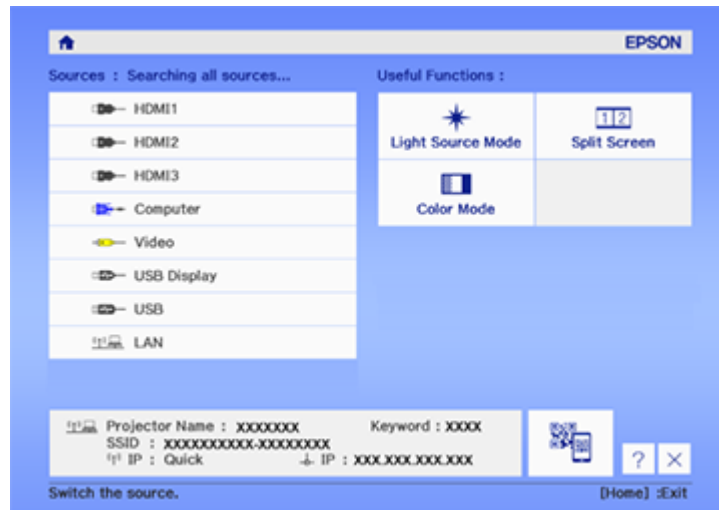 EPSON
Sources : Searching all sources...
HDMI1
HDMI2
HDMI3
Computer
Video
USB Display
USB
LAN
Useful Functions :
Light Source Mode
1 2
Split Screen
Color Mode
Projector Name : XXXXXXX Keyword : XXXX
SSID : XXXXXXXXXX-XXXXXXXX
IP : Quick IP : XXX.XXX.XXX.XXX
? ×
Switch the source. [Home] :Exit